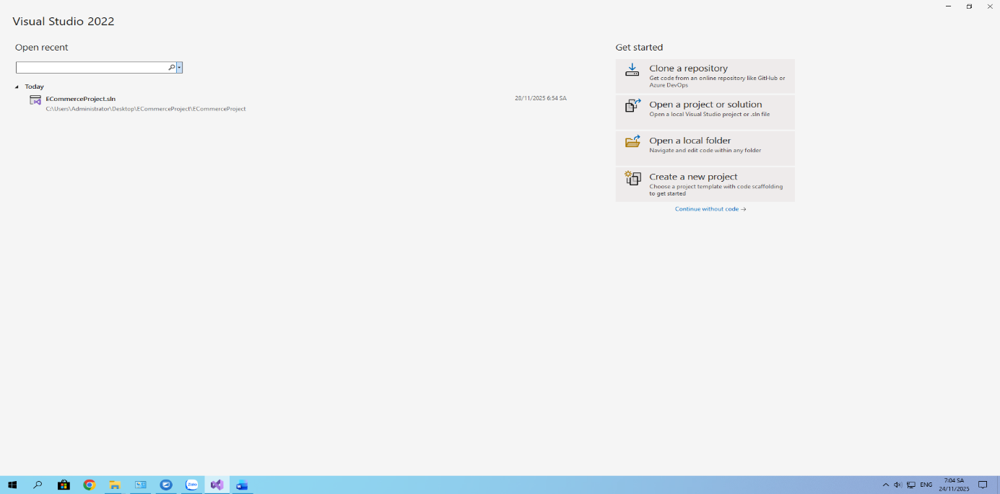 Visual Studio 2022
Open recent
Today
ECommerceProject.sln
28/11/2025 6:54 SA
C:\Users\Administrator\Desktop\ECommerceProject\ECommerceProject
Get started
Clone a repository
Get code from an online repository like GitHub or
Azure DevOps
Open a project or solution
Open a local Visual Studio project or .sln file
Open a local folder
Navigate and edit code within any folder
Create a new project
Choose a project template with code scaffolding
to get started
Continue without code →
Zalo
W
ENG
7:04 SA
24/11/2025